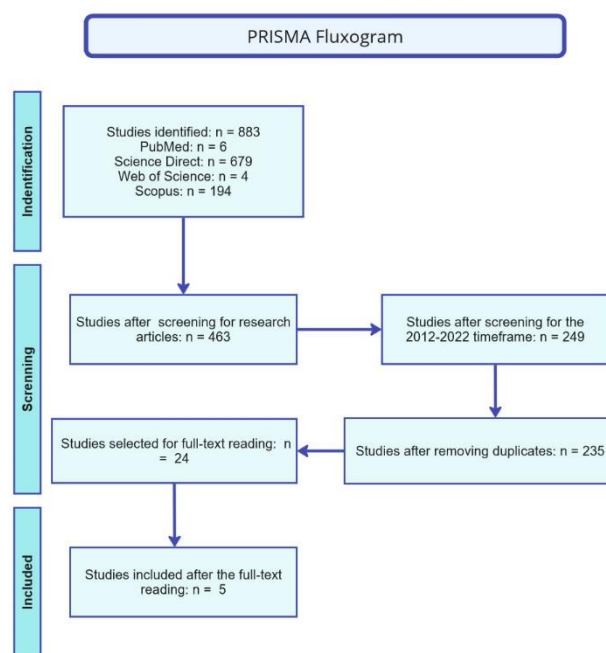 PRISMA Fluxogram
Indentification
Studies identified: n = 883
PubMed: n = 6
Science Direct: n = 679
Web of Science: n = 4
Scopus: n = 194
Screnning
Studies after screening for research
articles: n = 463
Studies after screening for the
2012-2022 timeframe: n = 249
Studies after removing duplicates: n = 235
Studies selected for full-text reading: n
= 24
Included
Studies included after the full-text
reading: n = 5